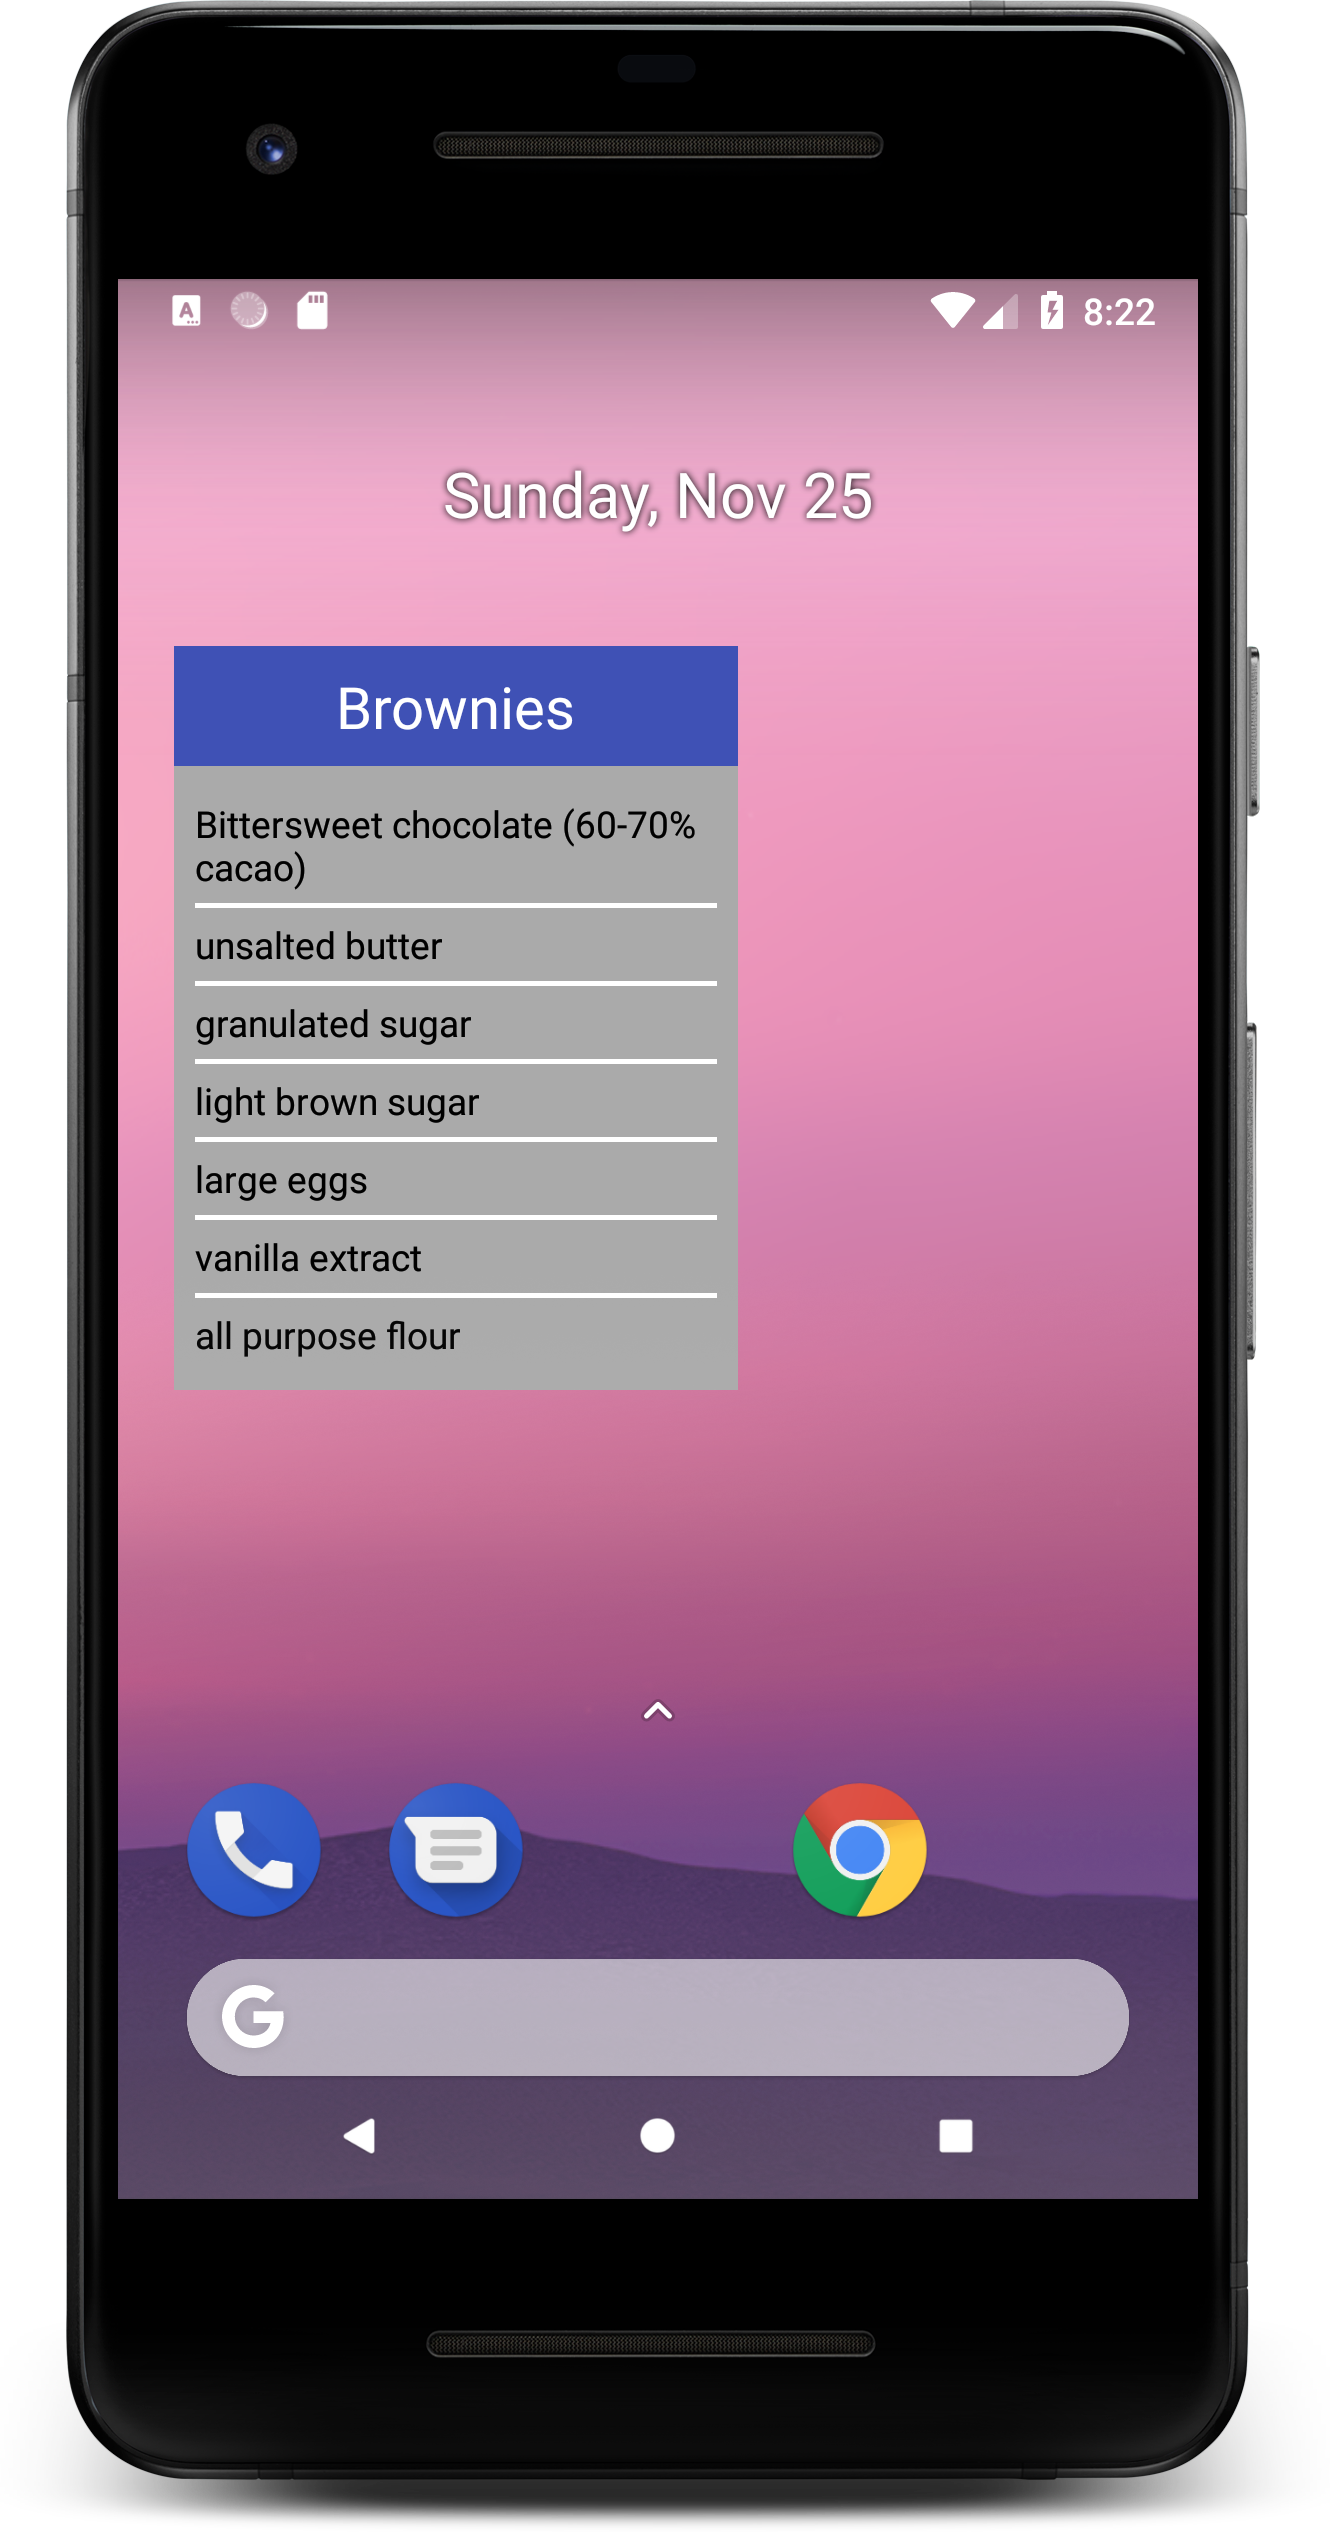 8:22
Sunday, Nov 25
Brownies
Bittersweet chocolate (60-70%
cacao)
unsalted butter
granulated sugar
light brown sugar
large eggs
vanilla extract
all purpose flour
G